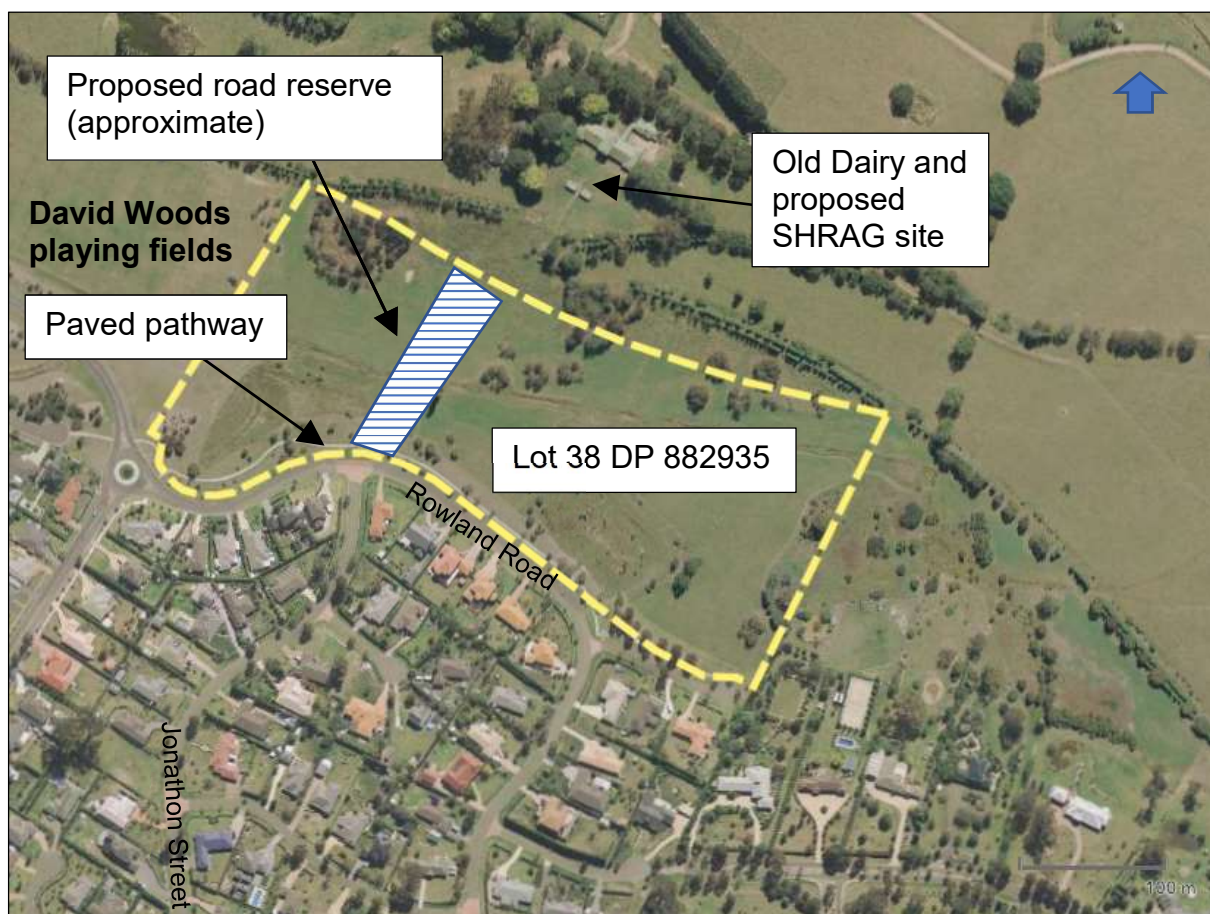 Proposed road reserve
(approximate)
Old Dairy and
proposed
SHRAG site
David Woods
playing fields
Paved pathway
Lot 38 DP 882935
Rowland Road
Jonathon Street
100 m